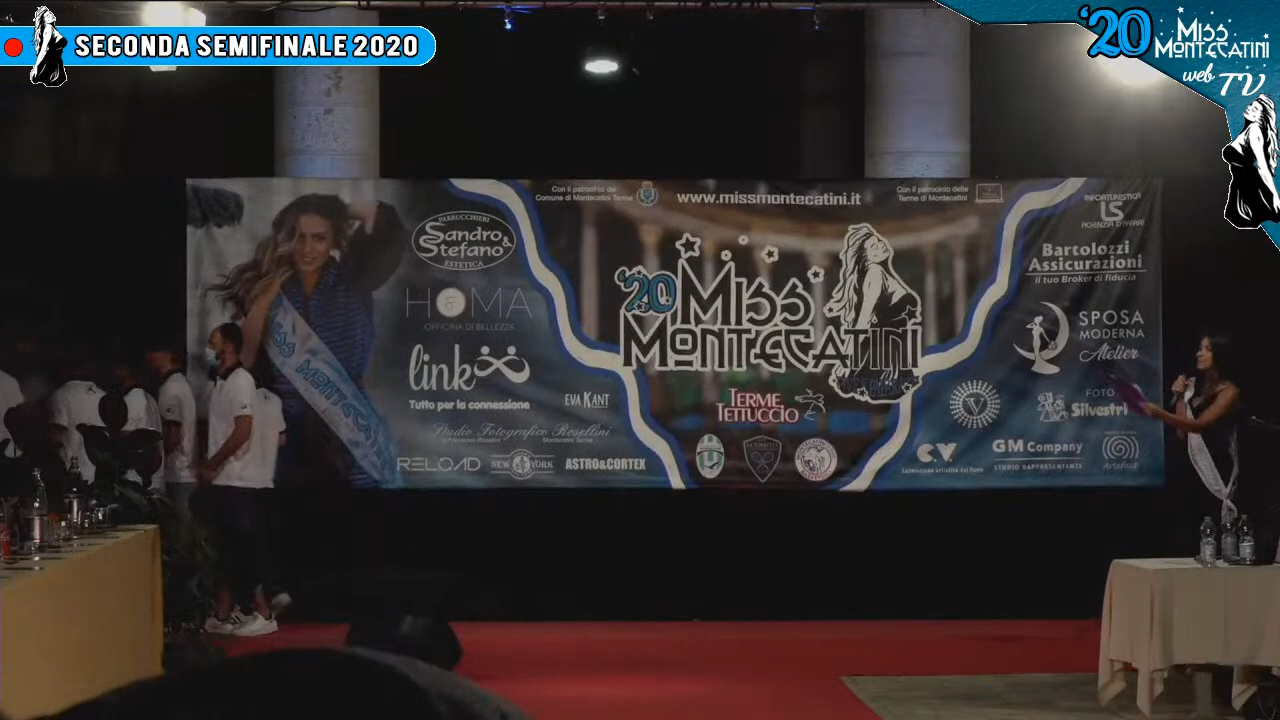 SECONDA SEMIFINALE 2020
'20 MISS
MONTECATINI
web TV
Con il patrocinio del
Comune di Montecatini Terme
www.missmontecatini.it
Con il patrocinio delle
Terme di Montecatini
INFORTUNISTICA
LS
PARRUCCHIERI
Sandro &
Stefano
ESTETICA
HOMA
OFFICINA DI BELLEZZA
link
Tutto per la connessione
EVA KANT
Studio Fotografico Rosellini
Montecatini Terme
RELOAD
NEW YORK
ASTRO&CORTEX
'20 MISS
MONTECATINI
TERME
TETTUCCIO
Bartolozzi
Assicurazioni
il tuo Broker di fiducia
SPOSA
MODERNA
Atelier
V
FOTO
Silvestri
CV
GM Company
STUDIO RAPPRESENTANZE
Artefact
MISS MONTECATINI